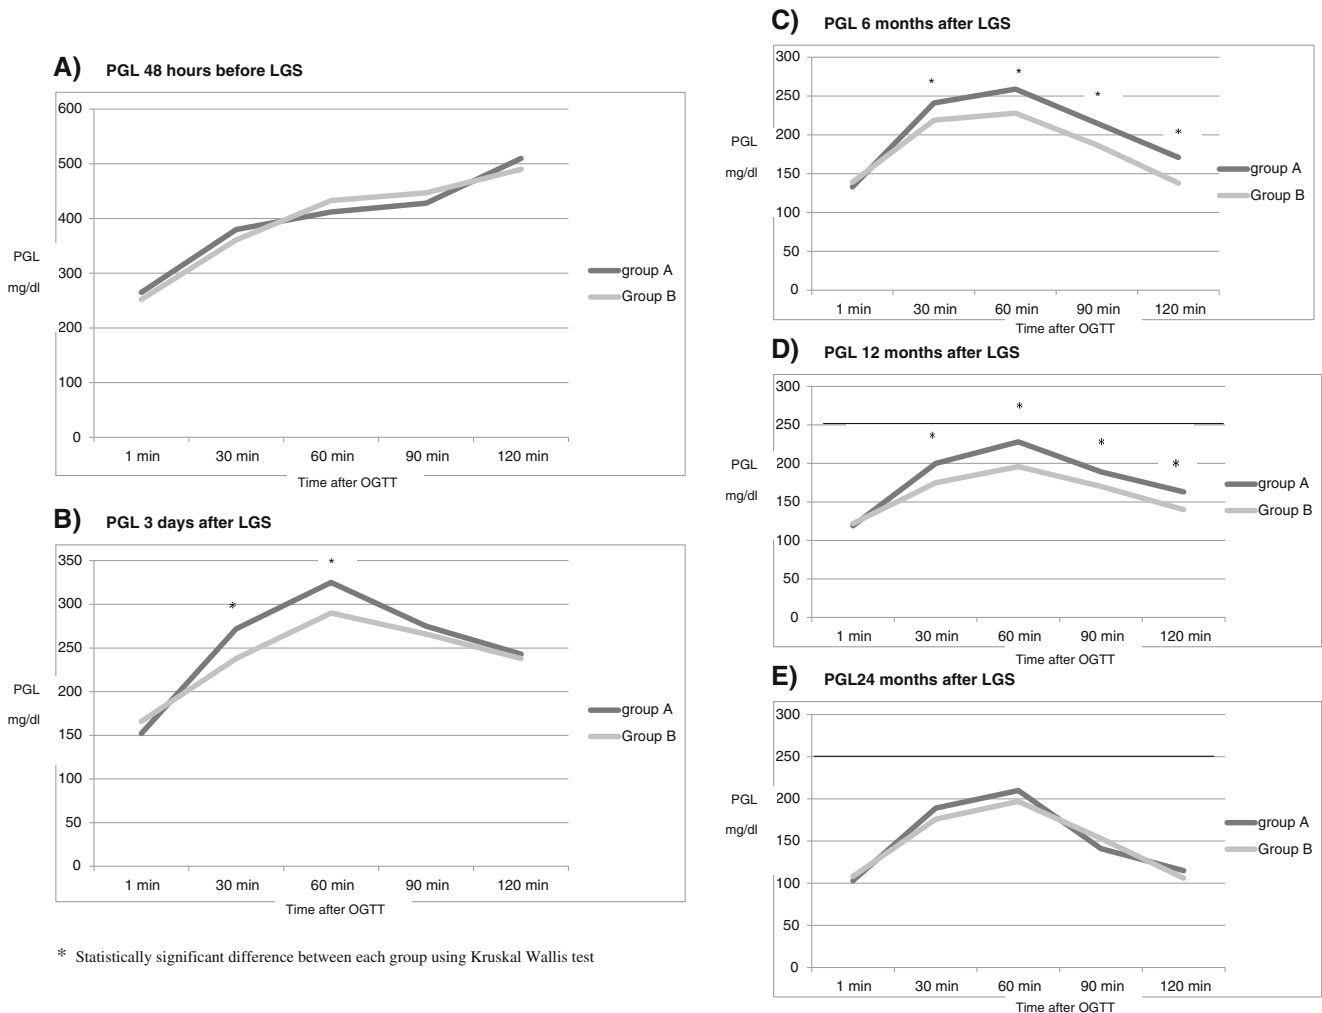 A) PGL 48 hours before LGS
600
500
400
300
200
100
0
PGL
mg/dl
1 min 30 min 60 min 90 min 120 min
Time after OGTT
group A
Group B
B) PGL 3 days after LGS
350
300
250
200
150
100
50
0
PGL
mg/dl
*
*
1 min 30 min 60 min 90 min 120 min
Time after OGTT
group A
Group B
* Statistically significant difference between each group using Kruskal Wallis test
C) PGL 6 months after LGS
300
250
200
150
100
50
0
PGL
mg/dl
*
*
*
*
1 min 30 min 60 min 90 min 120 min
Time after OGTT
group A
Group B
D) PGL 12 months after LGS
300
250
200
150
100
50
0
PGL
mg/dl
*
*
*
*
1 min 30 min 60 min 90 min 120 min
Time after OGTT
group A
Group B
E) PGL24 months after LGS
300
250
200
150
100
50
0
PGL
mg/dl
1 min 30 min 60 min 90 min 120 min
Time after OGTT
group A
Group B